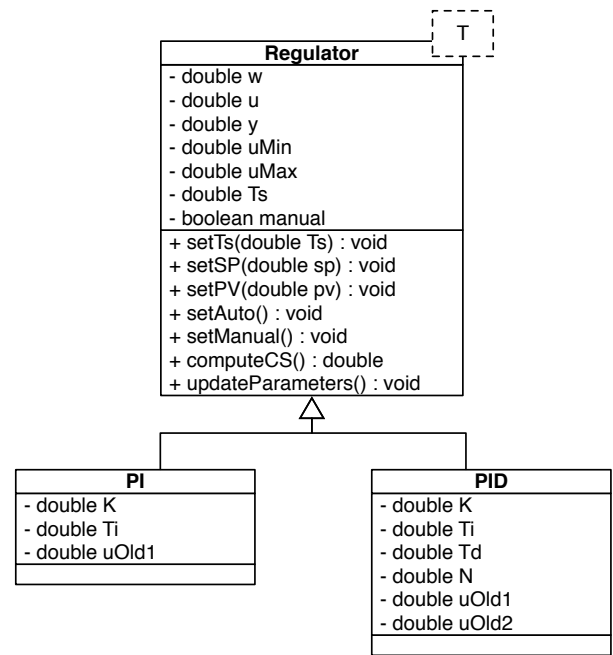 T
Regulator
- double w
- double u
- double y
- double uMin
- double uMax
- double Ts
- boolean manual
+ setTs(double Ts) : void
+ setSP(double sp) : void
+ setPV(double pv) : void
+ setAuto() : void
+ setManual() : void
+ computeCS() : double
+ updateParameters() : void
PI
- double K
- double Ti
- double uOld1
PID
- double K
- double Ti
- double Td
- double N
- double uOld1
- double uOld2